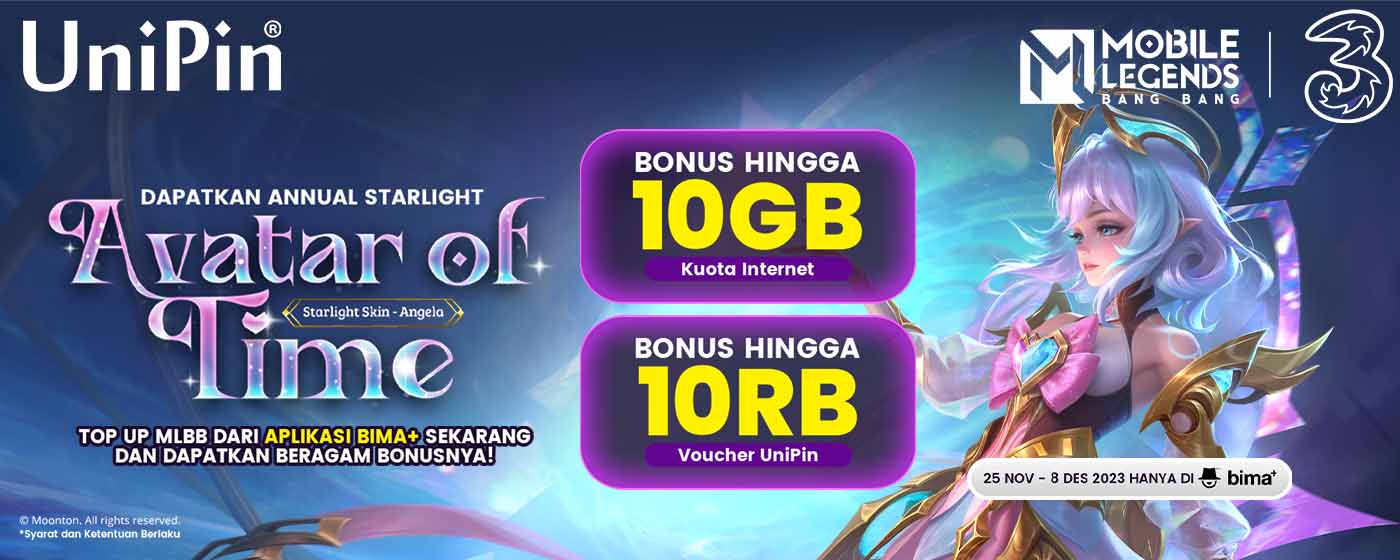 UniPin®
MOBILE
LEGENDS
BANG BANG
3
DAPATKAN ANNUAL STARLIGHT
Avatar of
Time
Starlight Skin - Angela
TOP UP MLBB DARI APLIKASI BIMA+ SEKARANG
DAN DAPATKAN BERAGAM BONUSNYA!
BONUS HINGGA
10GB
Kuota Internet
BONUS HINGGA
10RB
Voucher UniPin
25 NOV - 8 DES 2023 HANYA DI bima+
© Moonton. All rights reserved.
*Syarat dan Ketentuan Berlaku